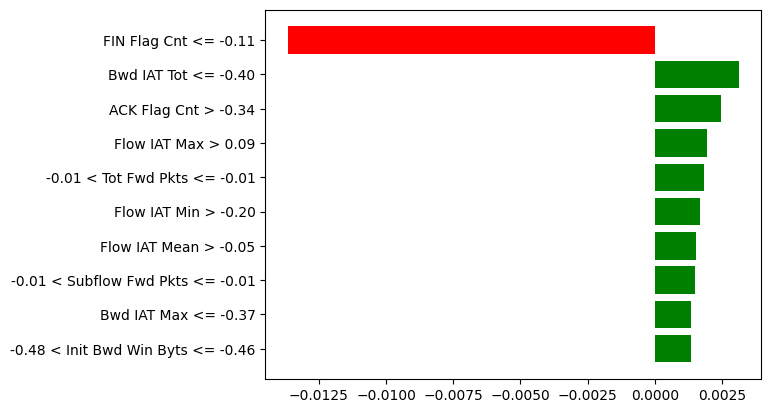 FIN Flag Cnt <= -0.11
Bwd IAT Tot <= -0.40
ACK Flag Cnt > -0.34
Flow IAT Max > 0.09
-0.01 < Tot Fwd Pkts <= -0.01
Flow IAT Min > -0.20
Flow IAT Mean > -0.05
-0.01 < Subflow Fwd Pkts <= -0.01
Bwd IAT Max <= -0.37
-0.48 < Init Bwd Win Byts <= -0.46
−0.0125 −0.0100 −0.0075 −0.0050 −0.0025 0.0000 0.0025